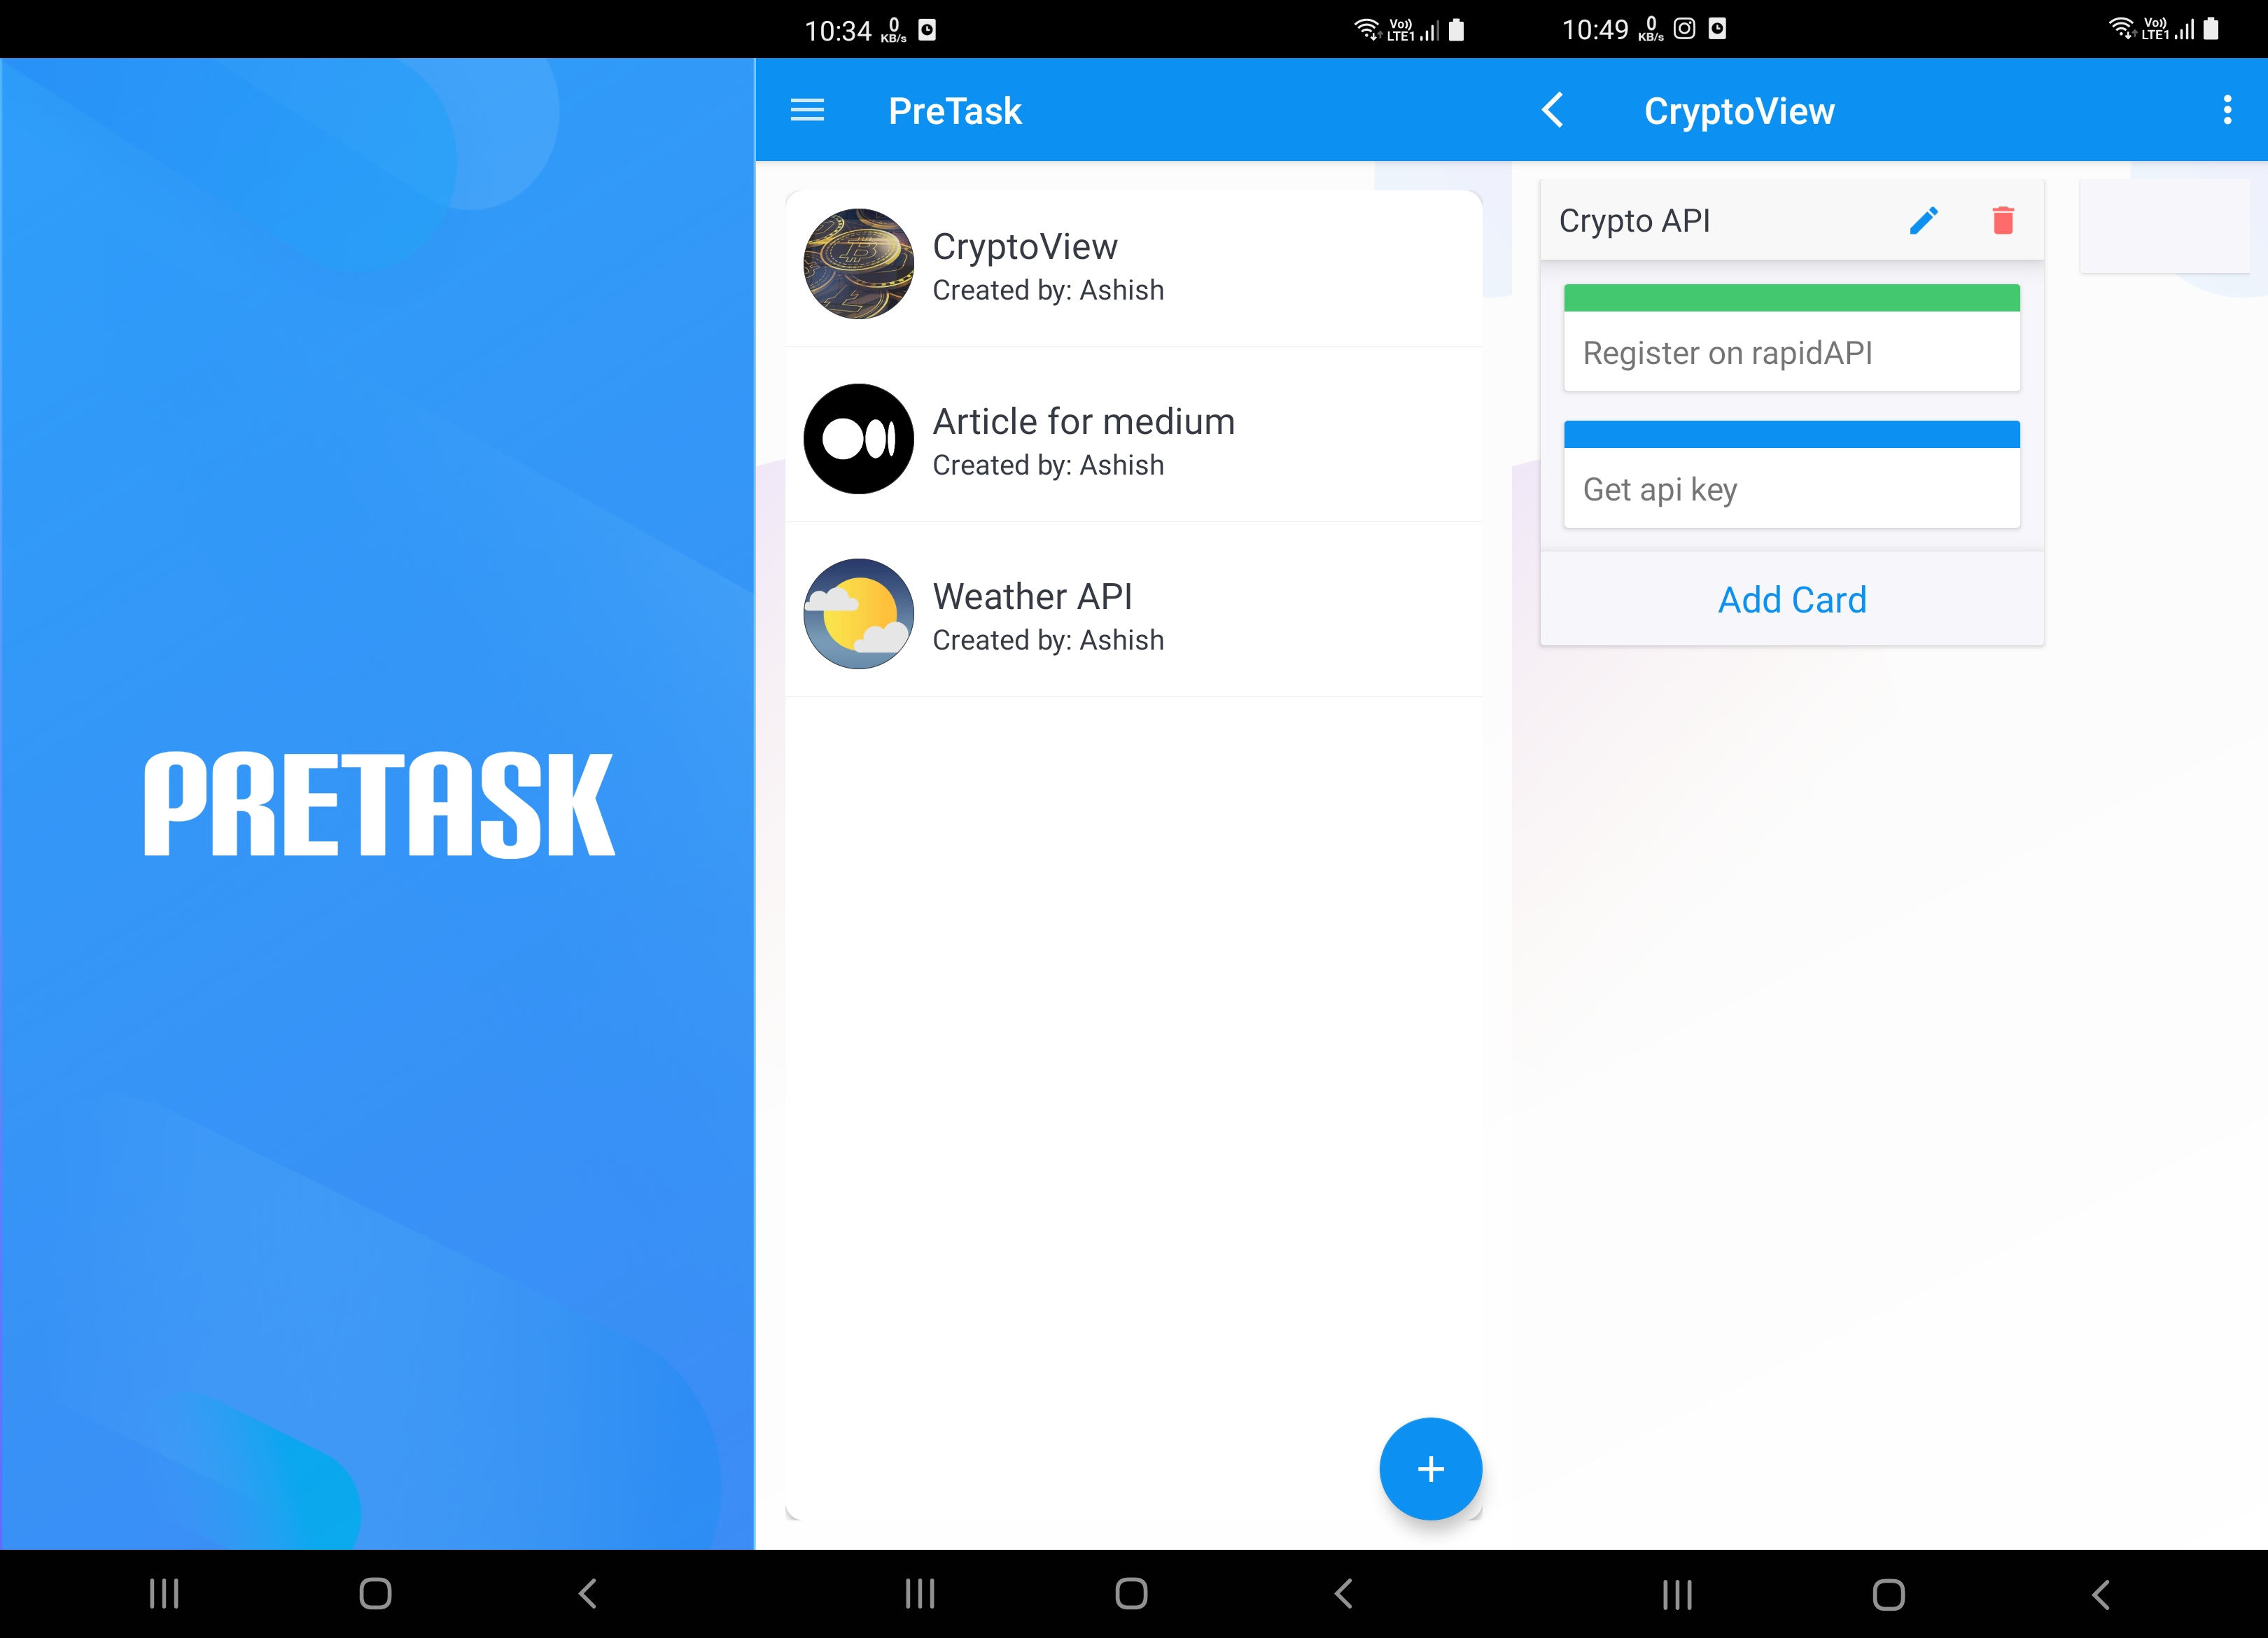 PRETASK
10:34 0 KB/s Vo)) LTE1
PreTask
CryptoView
Created by: Ashish
Article for medium
Created by: Ashish
Weather API
Created by: Ashish
+
10:49 0 KB/s Vo)) LTE1
CryptoView
Crypto API
Register on rapidAPI
Get api key
Add Card